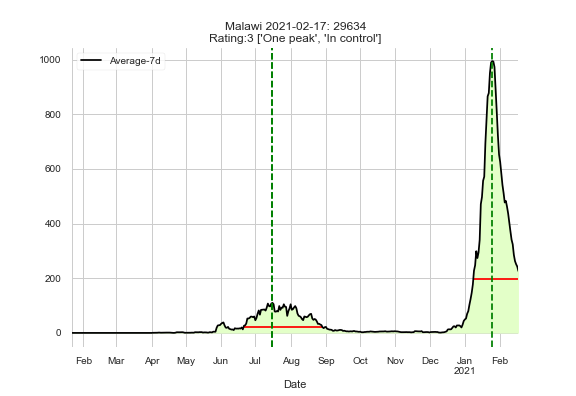 Malawi 2021-02-17: 29634
Rating:3 ['One peak', 'In control']
Average-7d
1000
800
600
400
200
0
Feb Mar Apr May Jun Jul Aug Sep Oct Nov Dec Jan Feb
2021
Date